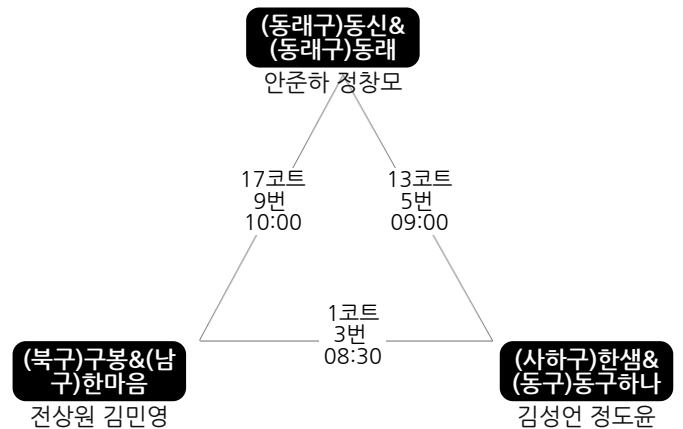 (동래구)동신&
(동래구)동래
안준하 정창모
17코트
9번
10:00
13코트
5번
09:00
1코트
3번
08:30
(북구)구봉&(남
구)한마음
전상원 김민영
(사하구)한샘&
(동구)동구하나
김성언 정도윤